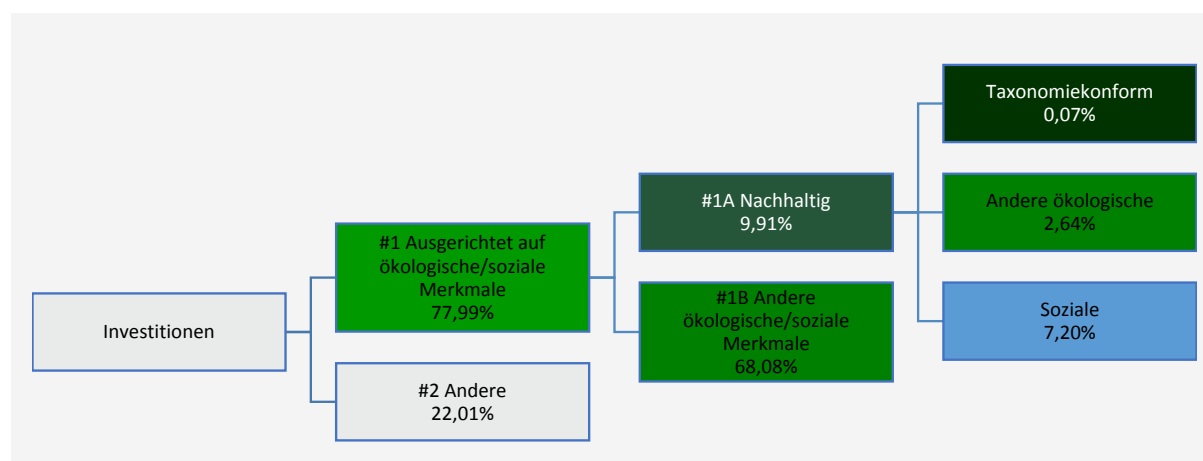 Investitionen
#1 Ausgerichtet auf
ökologische/soziale
Merkmale
77,99%
#2 Andere
22,01%
#1A Nachhaltig
9,91%
#1B Andere
ökologische/soziale
Merkmale
68,08%
Taxonomiekonform
0,07%
Andere ökologische
2,64%
Soziale
7,20%